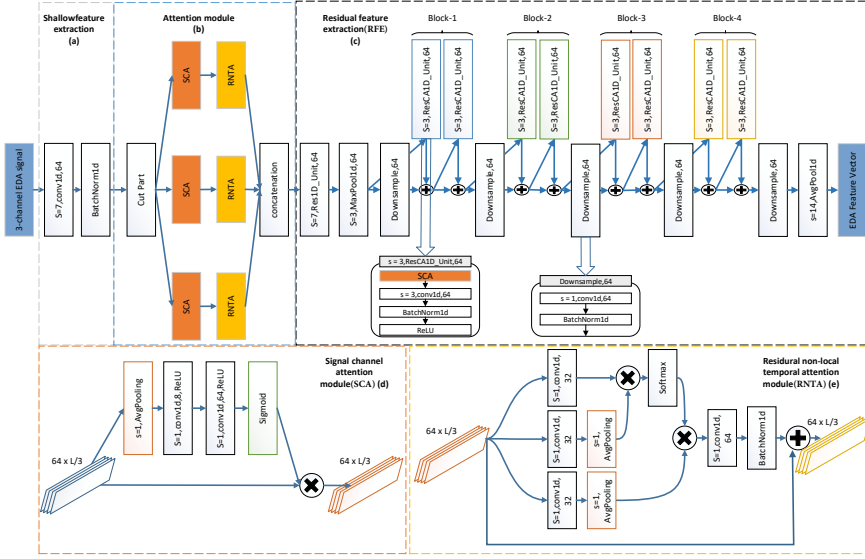 Shallowfeature
extraction
(a)
Attention module
(b)
Residual feature
extraction(RFE)
(c)
Block-1
Block-2
Block-3
Block-4
3-channel EDA signal
S=7,conv1d,64
BatchNorm1d
Cut Part
SCA
RNTA
SCA
RNTA
SCA
RNTA
concatenation
S=7,Res1D_Unit,64
S=3,MaxPool1d,64
Downsample,64
S=3,ResCA1D_Unit,64
S=3,ResCA1D_Unit,64
Downsample,64
S=3,ResCA1D_Unit,64
S=3,ResCA1D_Unit,64
Downsample,64
S=3,ResCA1D_Unit,64
S=3,ResCA1D_Unit,64
Downsample,64
S=3,ResCA1D_Unit,64
S=3,ResCA1D_Unit,64
Downsample,64
s=14,AvgPool1d
EDA Feature Vector
s = 3,ResCA1D_Unit,64
SCA
s = 3,conv1d,64
BatchNorm1d
ReLU
Downsample,64
s = 1,conv1d,64
BatchNorm1d
Signal channel
attention
module(SCA) (d)
64 x L/3
s=1,AvgPooling
S=1,conv1d,8,ReLU
S=1,conv1d,64,ReLU
Sigmoid
64 x L/3
Residural non-local
temporal attention
module(RNTA) (e)
64 x L/3
S=1,conv1d,
32
S=1,conv1d,
32
s=1,
AvgPooling
S=1,conv1d,
32
s=1,
AvgPooling
Softmax
S=1,conv1d,
64
BatchNorm1d
64 x L/3